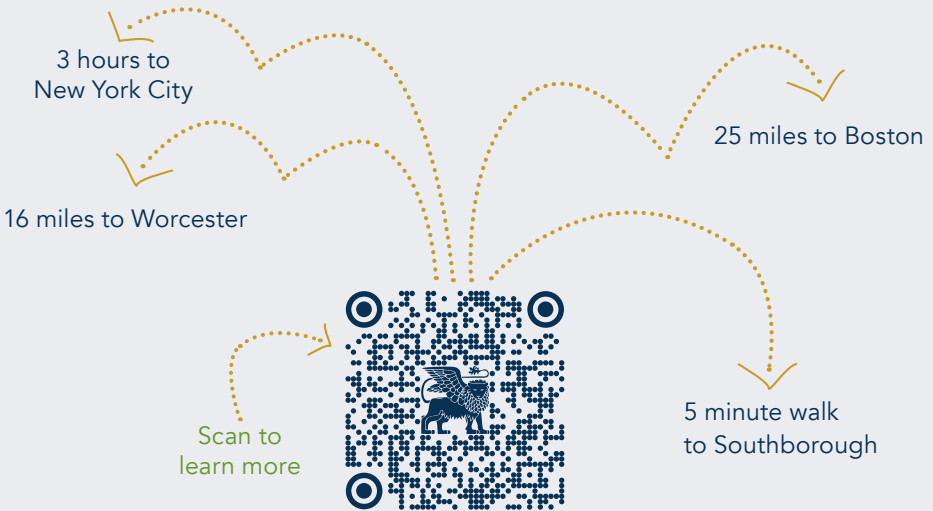 3 hours to
New York City
25 miles to Boston
16 miles to Worcester
5 minute walk
to Southborough
Scan to
learn more